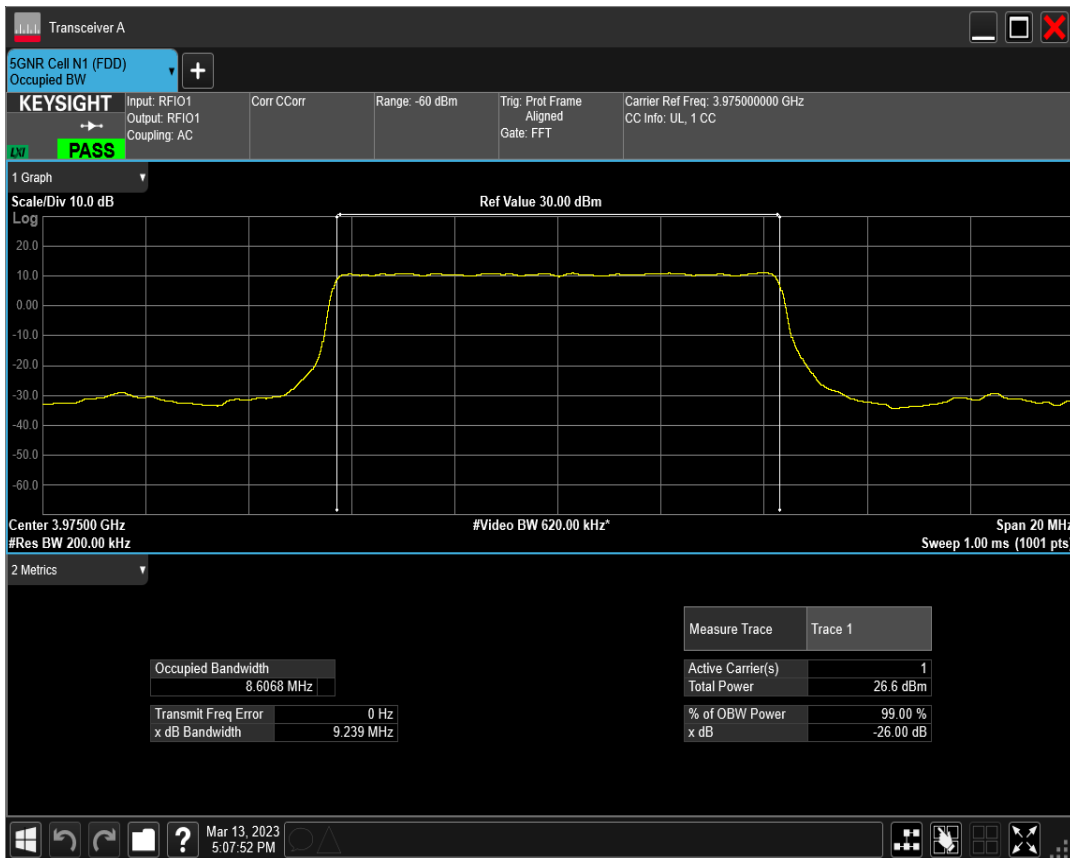 Transceiver A
5GNR Cell N1 (FDD)
Occupied BW
KEYSIGHT
LXI
PASS
Input: RFIO1
Output: RFIO1
Coupling: AC
Corr CCorr
Range: -60 dBm
Trig: Prot Frame
Aligned
Gate: FFT
Carrier Ref Freq: 3.975000000 GHz
CC Info: UL, 1 CC
1 Graph
Scale/Div 10.0 dB
Ref Value 30.00 dBm
Log
20.0
10.0
0.00
-10.0
-20.0
-30.0
-40.0
-50.0
-60.0
Center 3.97500 GHz
#Video BW 620.00 kHz*
Span 20 MHz
#Res BW 200.00 kHz
Sweep 1.00 ms (1001 pts)
2 Metrics
Measure Trace
Trace 1
Occupied Bandwidth
8.6068 MHz
Active Carrier(s)
1
Total Power
26.6 dBm
Transmit Freq Error
0 Hz
x dB Bandwidth
9.239 MHz
% of OBW Power
99.00 %
x dB
-26.00 dB
?
Mar 13, 2023
5:07:52 PM